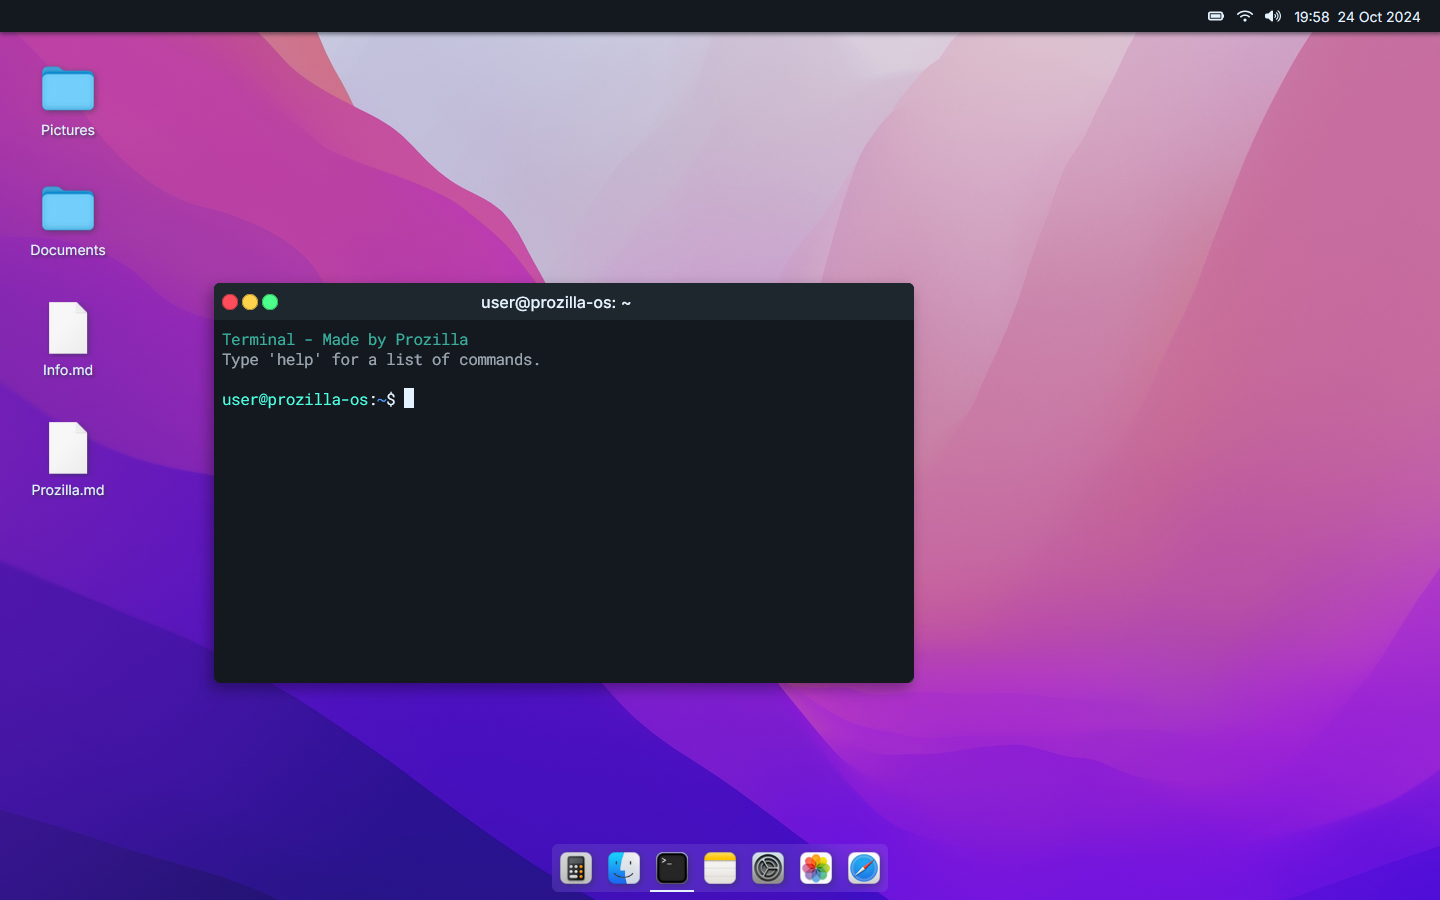 19:58 24 Oct 2024
Pictures
Documents
Info.md
Prozilla.md
user@prozilla-os: ~
Terminal - Made by Prozilla
Type 'help' for a list of commands.
user@prozilla-os:~$
>_